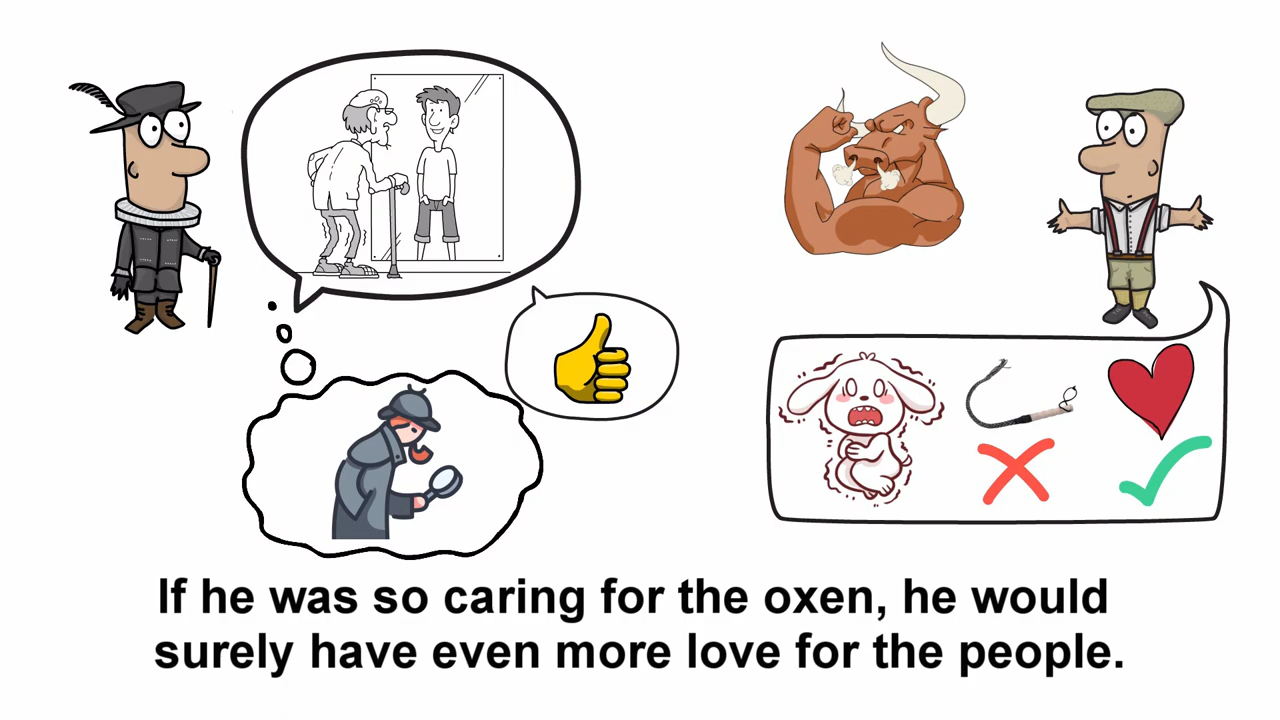 If he was so caring for the oxen, he would
surely have even more love for the people.